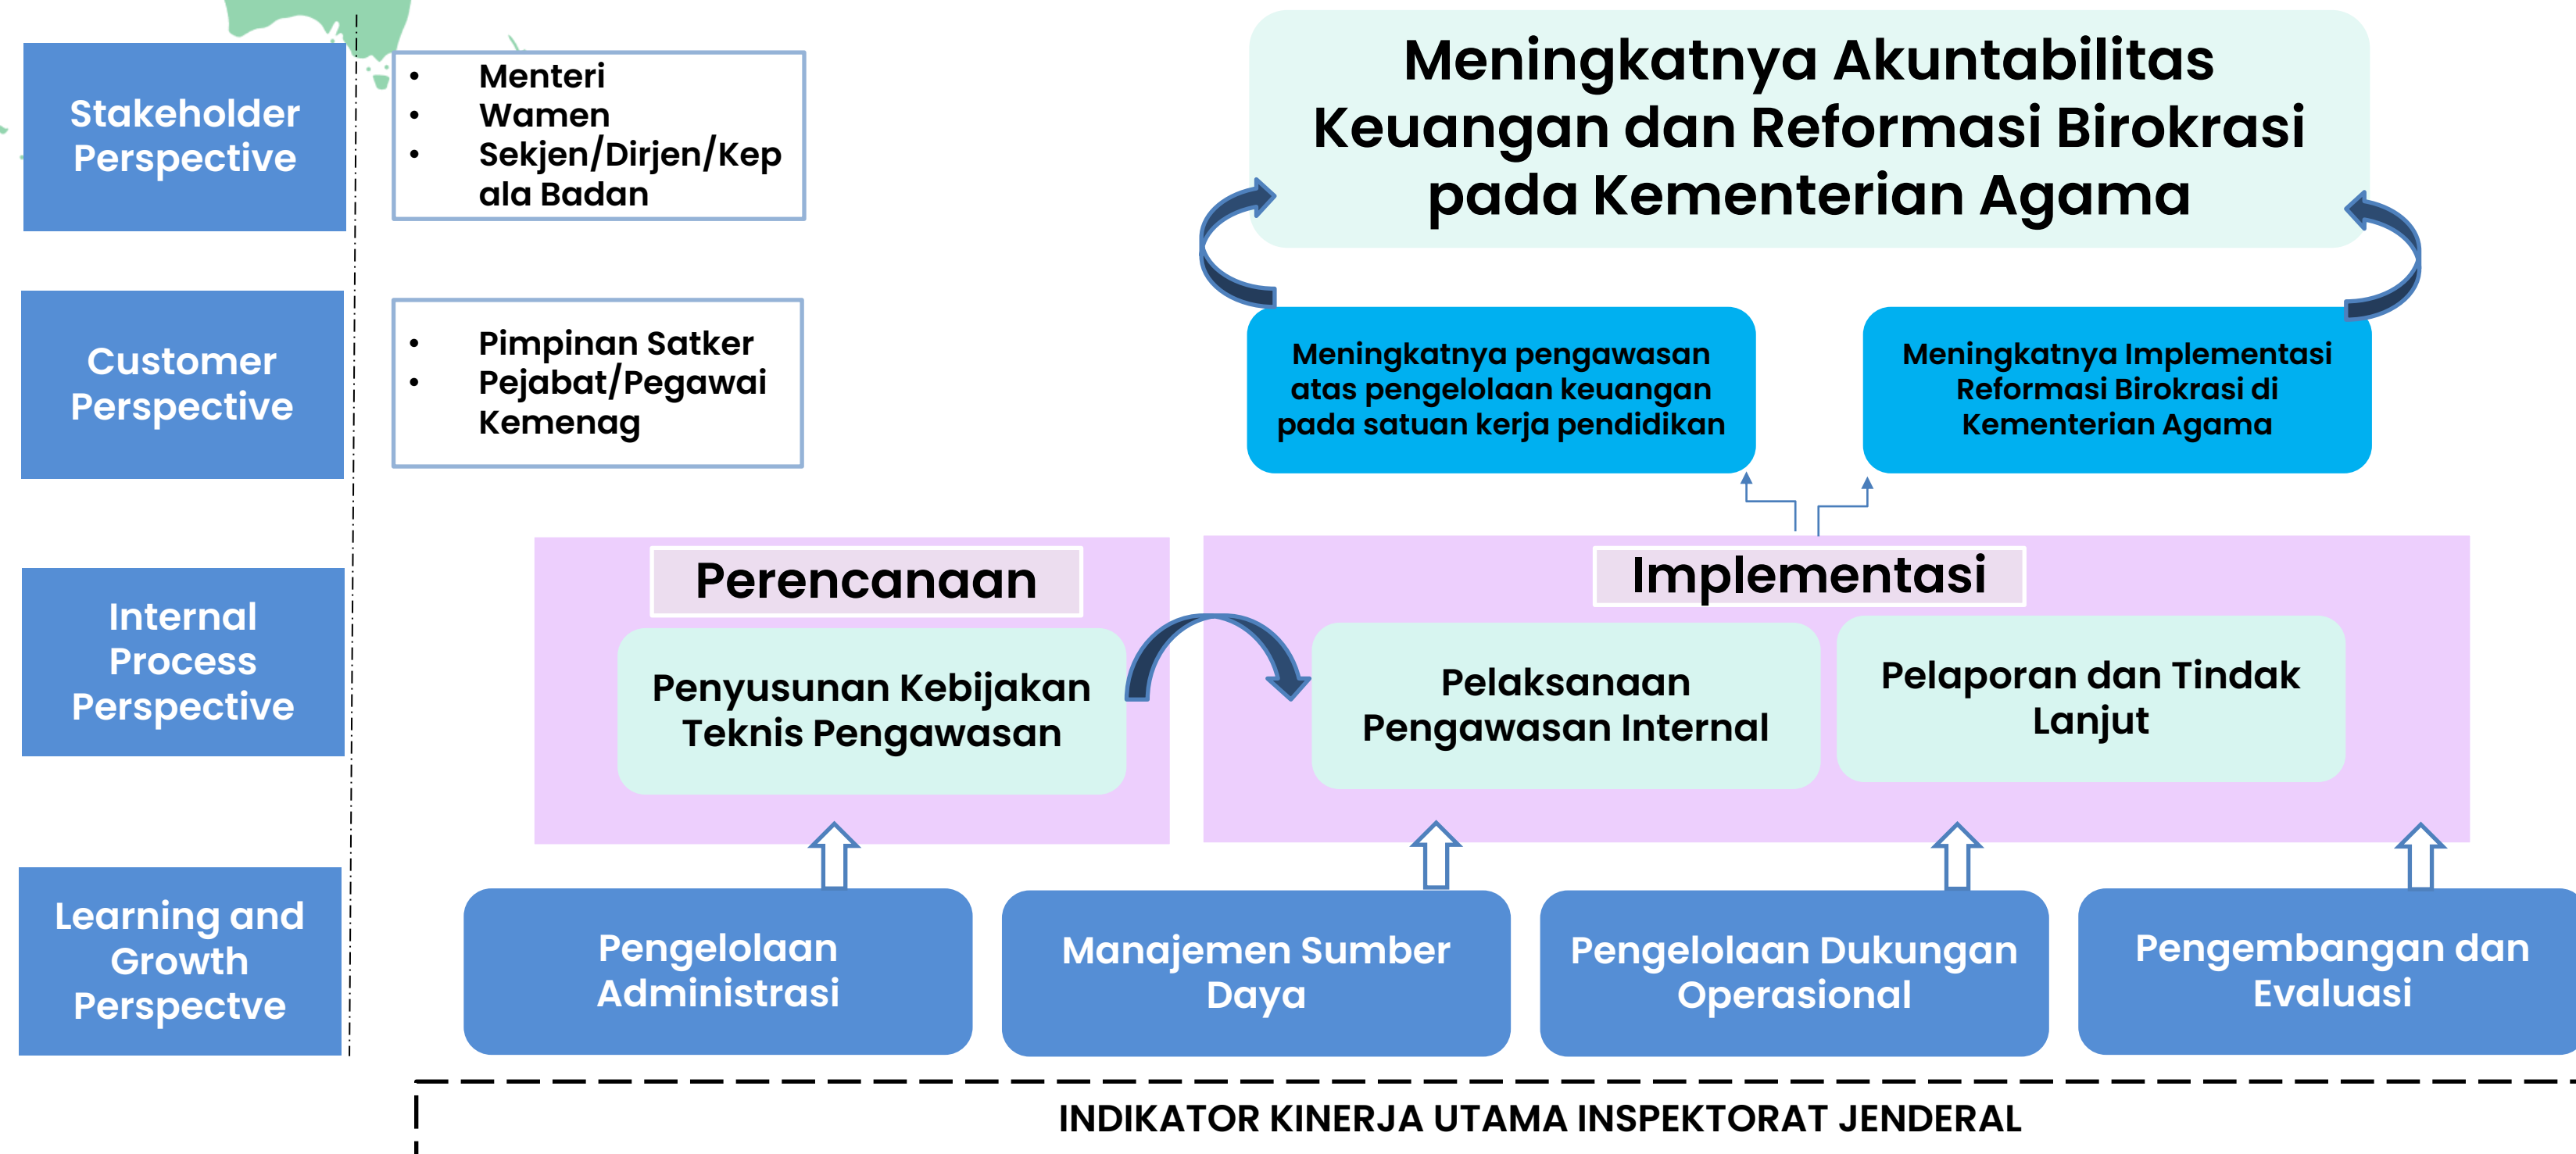 Stakeholder
Perspective
• Menteri
• Wamen
• Sekjen/Dirjen/Kep
ala Badan
Meningkatnya Akuntabilitas
Keuangan dan Reformasi Birokrasi
pada Kementerian Agama
Customer
Perspective
• Pimpinan Satker
• Pejabat/Pegawai
Kemenag
Meningkatnya pengawasan
atas pengelolaan keuangan
pada satuan kerja pendidikan
Meningkatnya Implementasi
Reformasi Birokrasi di
Kementerian Agama
Internal
Process
Perspective
Perencanaan
Penyusunan Kebijakan
Teknis Pengawasan
Implementasi
Pelaksanaan
Pengawasan Internal
Pelaporan dan Tindak
Lanjut
Learning and
Growth
Perspectve
Pengelolaan
Administrasi
Manajemen Sumber
Daya
Pengelolaan Dukungan
Operasional
Pengembangan dan
Evaluasi
INDIKATOR KINERJA UTAMA INSPEKTORAT JENDERAL